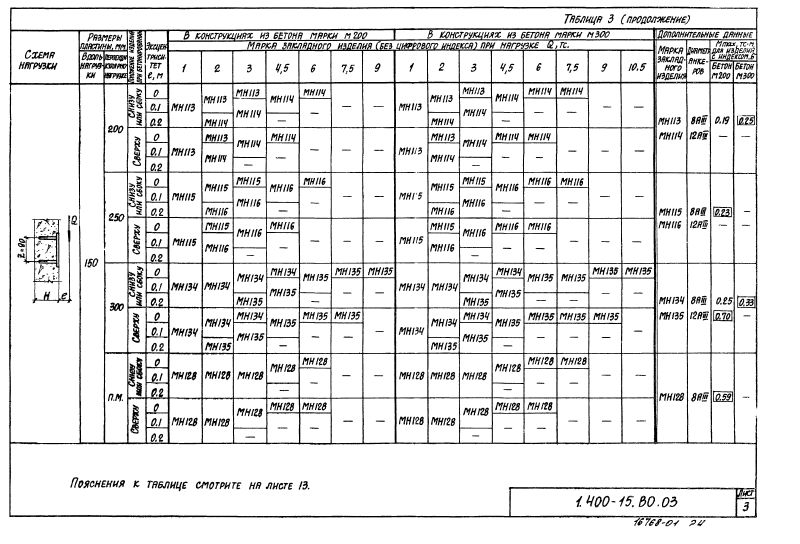 ТАБЛИЦА 3 (ПРОДОЛЖЕНИЕ)
СХЕМА НАГРУЗКИ
РАЗМЕРЫ ПЛАСТИНЫ, ММ.
ВДОЛЬ НАГРУЗКИ
ЭКСЦЕНТРИСИТЕТ е, М
В КОНСТРУКЦИЯХ ИЗ БЕТОНА МАРКИ М200
В КОНСТРУКЦИЯХ ИЗ БЕТОНА МАРКИ М300
МАРКА ЗАКЛАДНОГО ИЗДЕЛИЯ (БЕЗ ЦИФРОВОГО ИНДЕКСА) ПРИ НАГРУЗКЕ Q, ТС.
1 2 3 4,5 6 7,5 9 1 2 3 4,5 6 7,5 9 10.5
ДОПОЛНИТЕЛЬНЫЕ ДАННЫЕ
МАРКА ЗАКЛАДНОГО ИЗДЕЛИЯ
ДИАМЕТР АНКЕРОВ
М max, ТС·М, ДЛЯ ИЗДЕЛИЙ С ИНДЕКСОМ Б
БЕТОН М200
БЕТОН М300
150
200
СНИЗУ ИЛИ СБОКУ
0
0.1
0.2
МН113 МН113 МН114 МН113 МН114 МН114 — МН114 — — —
МН113 МН113 МН114 МН113 МН114 МН114 — МН114 — МН114 — — —
СВЕРХУ
0
0.1
0.2
МН113 МН113 МН114 МН114 — МН114 — — — —
МН113 МН113 МН114 МН114 — МН114 — МН114 — — — —
МН113 8АIII 0.19 0.25
МН114 12АIII — —
250
СНИЗУ ИЛИ СБОКУ
0
0.1
0.2
МН115 МН115 МН116 МН115 МН116 МН116 — МН116 — — —
МН115 МН115 МН116 МН115 МН116 МН116 МН116 — МН116 — — —
СВЕРХУ
0
0.1
0.2
МН115 МН115 МН116 МН116 — МН116 — — — —
МН115 МН115 МН116 МН116 — МН116 — МН116 — — — —
МН115 8АIII 0.23 —
МН116 12АIII — —
300
СНИЗУ ИЛИ СБОКУ
0
0.1
0.2
МН134 МН134 МН134 МН135 МН134 МН135 МН135 — МН135 — МН135 —
МН134 МН134 МН134 МН135 МН134 МН135 МН135 — МН135 — МН135 — МН135 —
СВЕРХУ
0
0.1
0.2
МН134 МН134 МН135 МН134 МН135 МН135 — МН135 — МН135 — —
МН134 МН134 МН135 МН134 МН135 МН135 — МН135 — МН135 — МН135 — —
МН134 8АIII 0.25 0,33
МН135 12АIII 0.70 —
П.М.
СНИЗУ ИЛИ СБОКУ
0
0.1
0.2
МН128 МН128 МН128 МН128 — МН128 — — —
МН128 МН128 МН128 МН128 — МН128 — МН128 — — —
СВЕРХУ
0
0.1
0.2
МН128 МН128 МН128 — МН128 — МН128 — — —
МН128 МН128 МН128 — МН128 — МН128 — — — —
МН128 8АIII 0.59 —
Q
Z=90
Н е
ПОЯСНЕНИЯ К ТАБЛИЦЕ СМОТРИТЕ НА ЛИСТЕ 13.
1.400-15.В0.03
ЛИСТ
3
16768-01 24